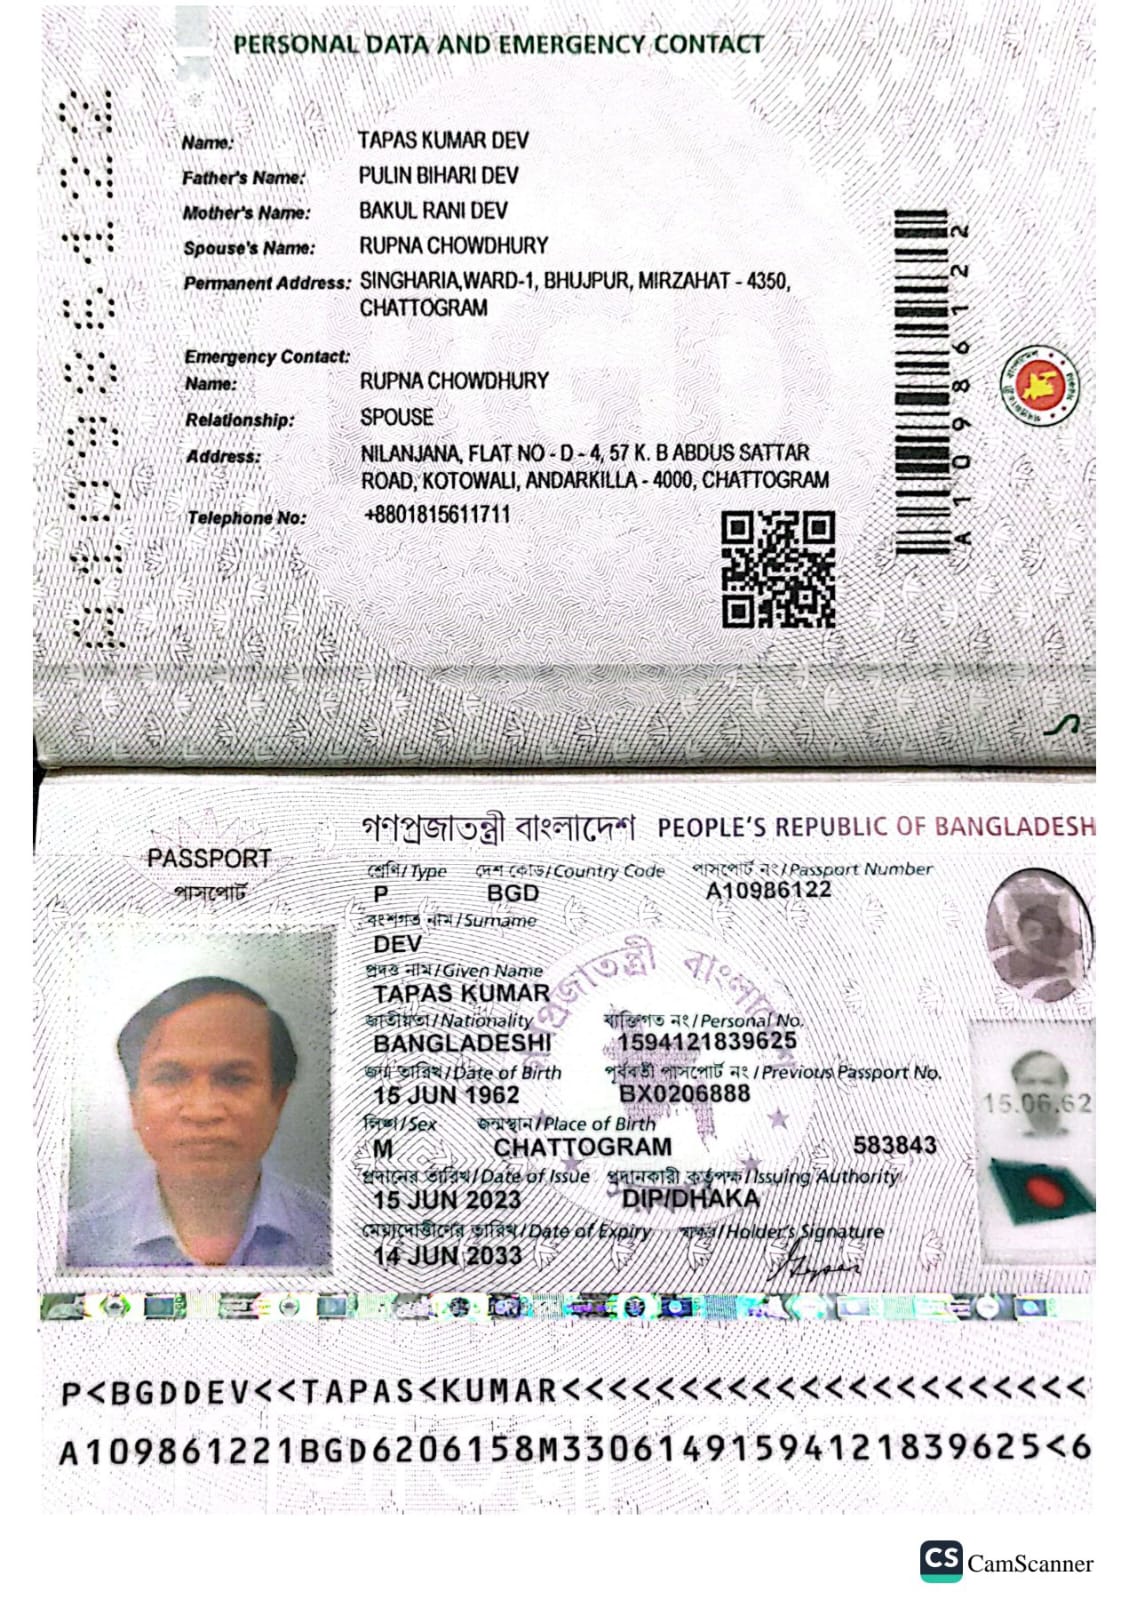 PERSONAL DATA AND EMERGENCY CONTACT
Name: TAPAS KUMAR DEV
Father's Name: PULIN BIHARI DEV
Mother's Name: BAKUL RANI DEV
Spouse's Name: RUPNA CHOWDHURY
Permanent Address: SINGHARIA,WARD-1, BHUJPUR, MIRZAHAT - 4350,
CHATTOGRAM
Emergency Contact:
Name: RUPNA CHOWDHURY
Relationship: SPOUSE
Address: NILANJANA, FLAT NO - D - 4, 57 K. B ABDUS SATTAR
ROAD, KOTOWALI, ANDARKILLA - 4000, CHATTOGRAM
Telephone No: +8801815611711
A10986122
A10986122
গণপ্রজাতন্ত্রী বাংলাদেশ PEOPLE'S REPUBLIC OF BANGLADESH
PASSPORT
পাসপোর্ট
শ্রেণি/Type দেশ কোড/Country Code পাসপোর্ট নং/Passport Number
P BGD A10986122
বংশগত নাম/Surname
DEV
প্রদত্ত নাম/Given Name
TAPAS KUMAR
জাতীয়তা/Nationality ব্যক্তিগত নং/Personal No.
BANGLADESHI 1594121839625
জন্ম তারিখ/Date of Birth পূর্ববর্তী পাসপোর্ট নং/Previous Passport No.
15 JUN 1962 BX0206888
15.06.62
লিঙ্গ/Sex জন্মস্থান/Place of Birth
M CHATTOGRAM 583843
প্রদানের তারিখ/Date of Issue প্রদানকারী কর্তৃপক্ষ/Issuing Authority
15 JUN 2023 DIP/DHAKA
মেয়াদোত্তীর্ণের তারিখ/Date of Expiry স্বাক্ষর/Holder's Signature
14 JUN 2033
P<BGDDEV<<TAPAS<KUMAR<<<<<<<<<<<<<<<<<<<<<<<
A109861221BGD6206158M33061491594121839625<6
CS CamScanner